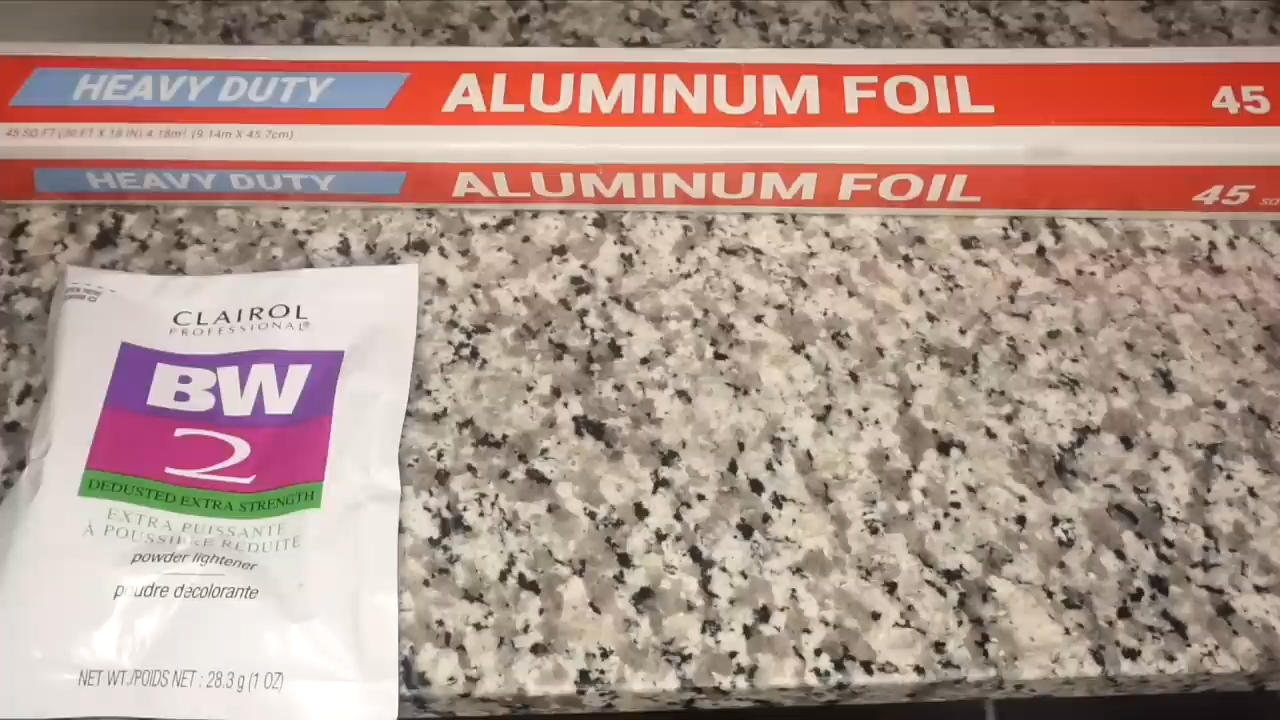 HEAVY DUTY ALUMINUM FOIL 45
45 SQ FT (30 FT X 18 IN) 4.18m² (9.14m X 45.7cm)
HEAVY DUTY ALUMINUM FOIL 45 SQ
CLAIROL
PROFESSIONAL®
BW
2
DEDUSTED EXTRA STRENGTH
EXTRA PUISSANTE
À POUSSIÈRE RÉDUITE
powder lightener
poudre décolorante
NET WT./POIDS NET : 28.3 g (1 OZ)